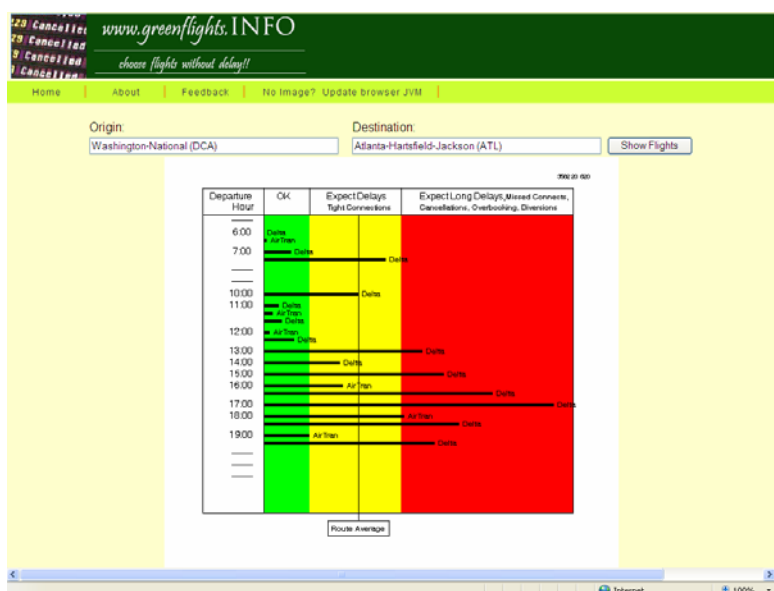 www.greenflights.INFO
choose flights without delay!!
Home About Feedback No Image? Update browser JVM
Origin: Destination:
Washington-National (DCA) Atlanta-Hartsfield-Jackson (ATL) Show Flights
Departure Hour OK Expect Delays Tight Connections Expect Long Delays, Missed Connects, Cancellations, Overbooking, Diversions
6:00 Delta
AirTran
7:00 Delta
Delta
10:00 Delta
11:00 Delta
AirTran
Delta
12:00 AirTran
Delta
13:00 Delta
14:00 Delta
15:00 Delta
16:00 AirTran
Delta
17:00 Delta
18:00 AirTran
Delta
19:00 AirTran
Delta
Route Average
Internet 100%